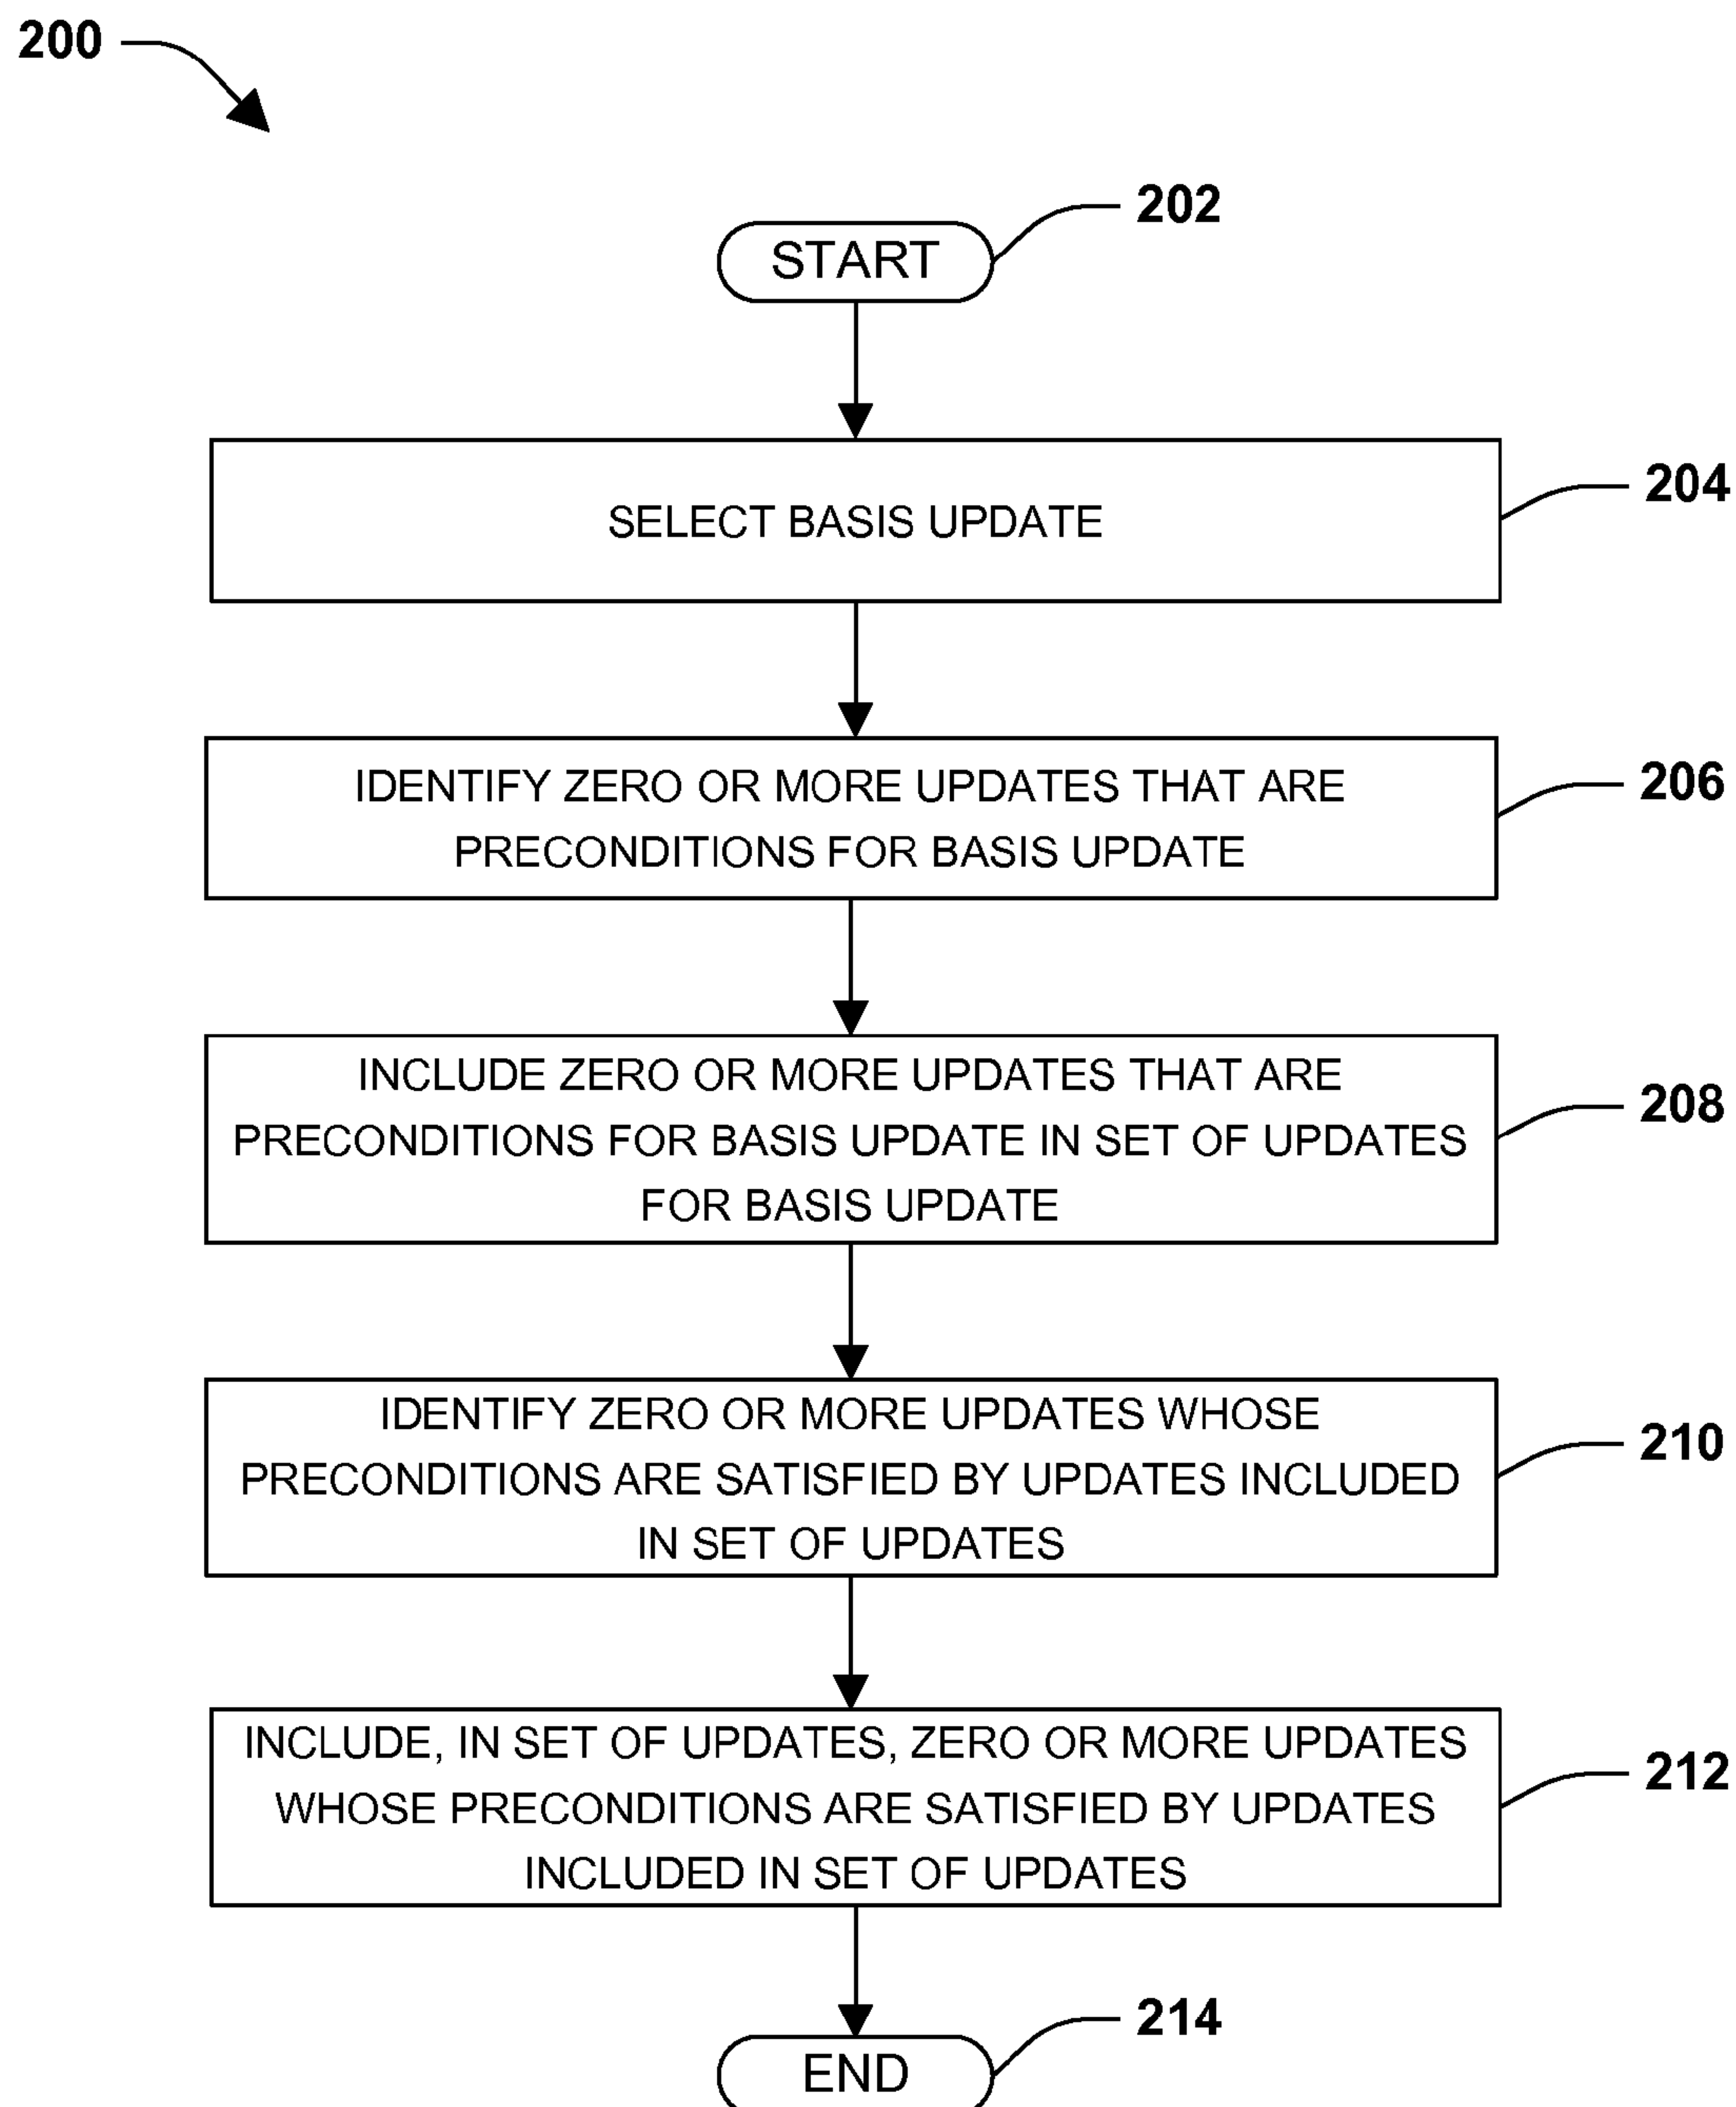 200
202
START
204
SELECT BASIS UPDATE
206
IDENTIFY ZERO OR MORE UPDATES THAT ARE
PRECONDITIONS FOR BASIS UPDATE
208
INCLUDE ZERO OR MORE UPDATES THAT ARE
PRECONDITIONS FOR BASIS UPDATE IN SET OF UPDATES
FOR BASIS UPDATE
210
IDENTIFY ZERO OR MORE UPDATES WHOSE
PRECONDITIONS ARE SATISFIED BY UPDATES INCLUDED
IN SET OF UPDATES
212
INCLUDE, IN SET OF UPDATES, ZERO OR MORE UPDATES
WHOSE PRECONDITIONS ARE SATISFIED BY UPDATES
INCLUDED IN SET OF UPDATES
214
END